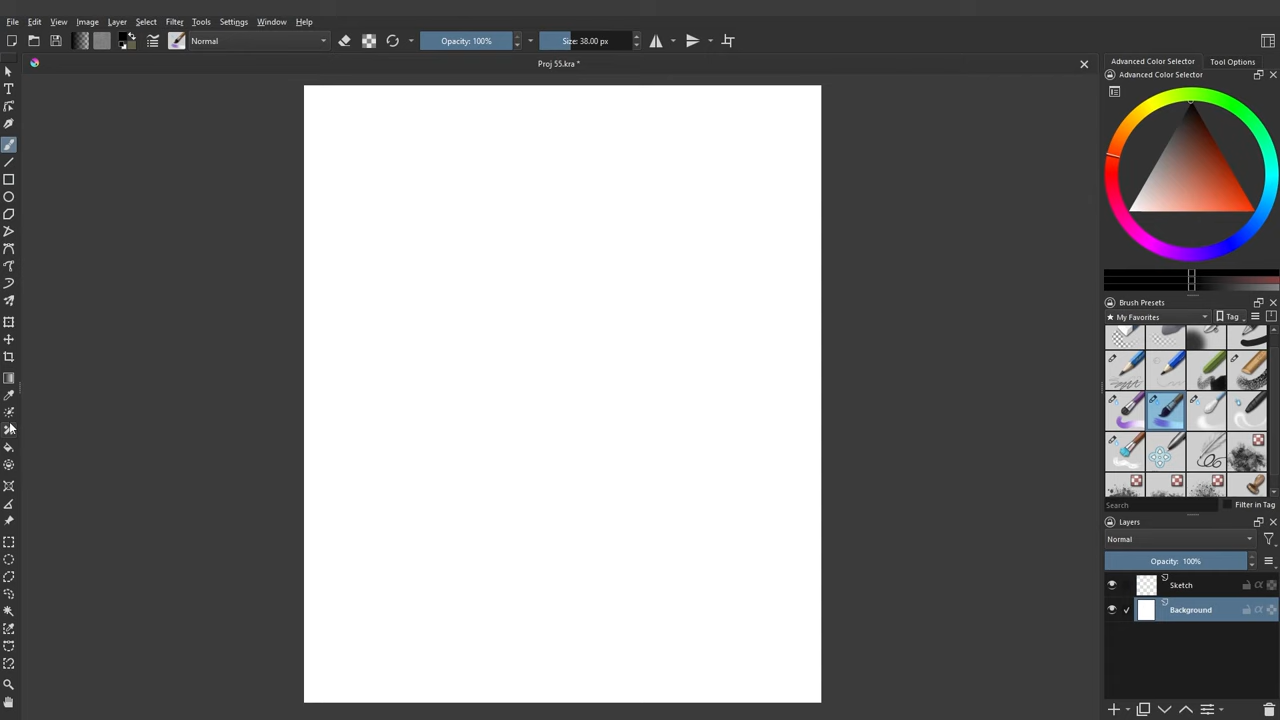 File Edit View Image Layer Select Filter Tools Settings Window Help
Normal Opacity: 100% Size: 38.00 px
Proj 55.kra *
Advanced Color Selector Tool Options
Advanced Color Selector
Brush Presets
★ My Favorites Tag
Search Filter in Tag
Layers
Normal
Opacity: 100%
Sketch
Background